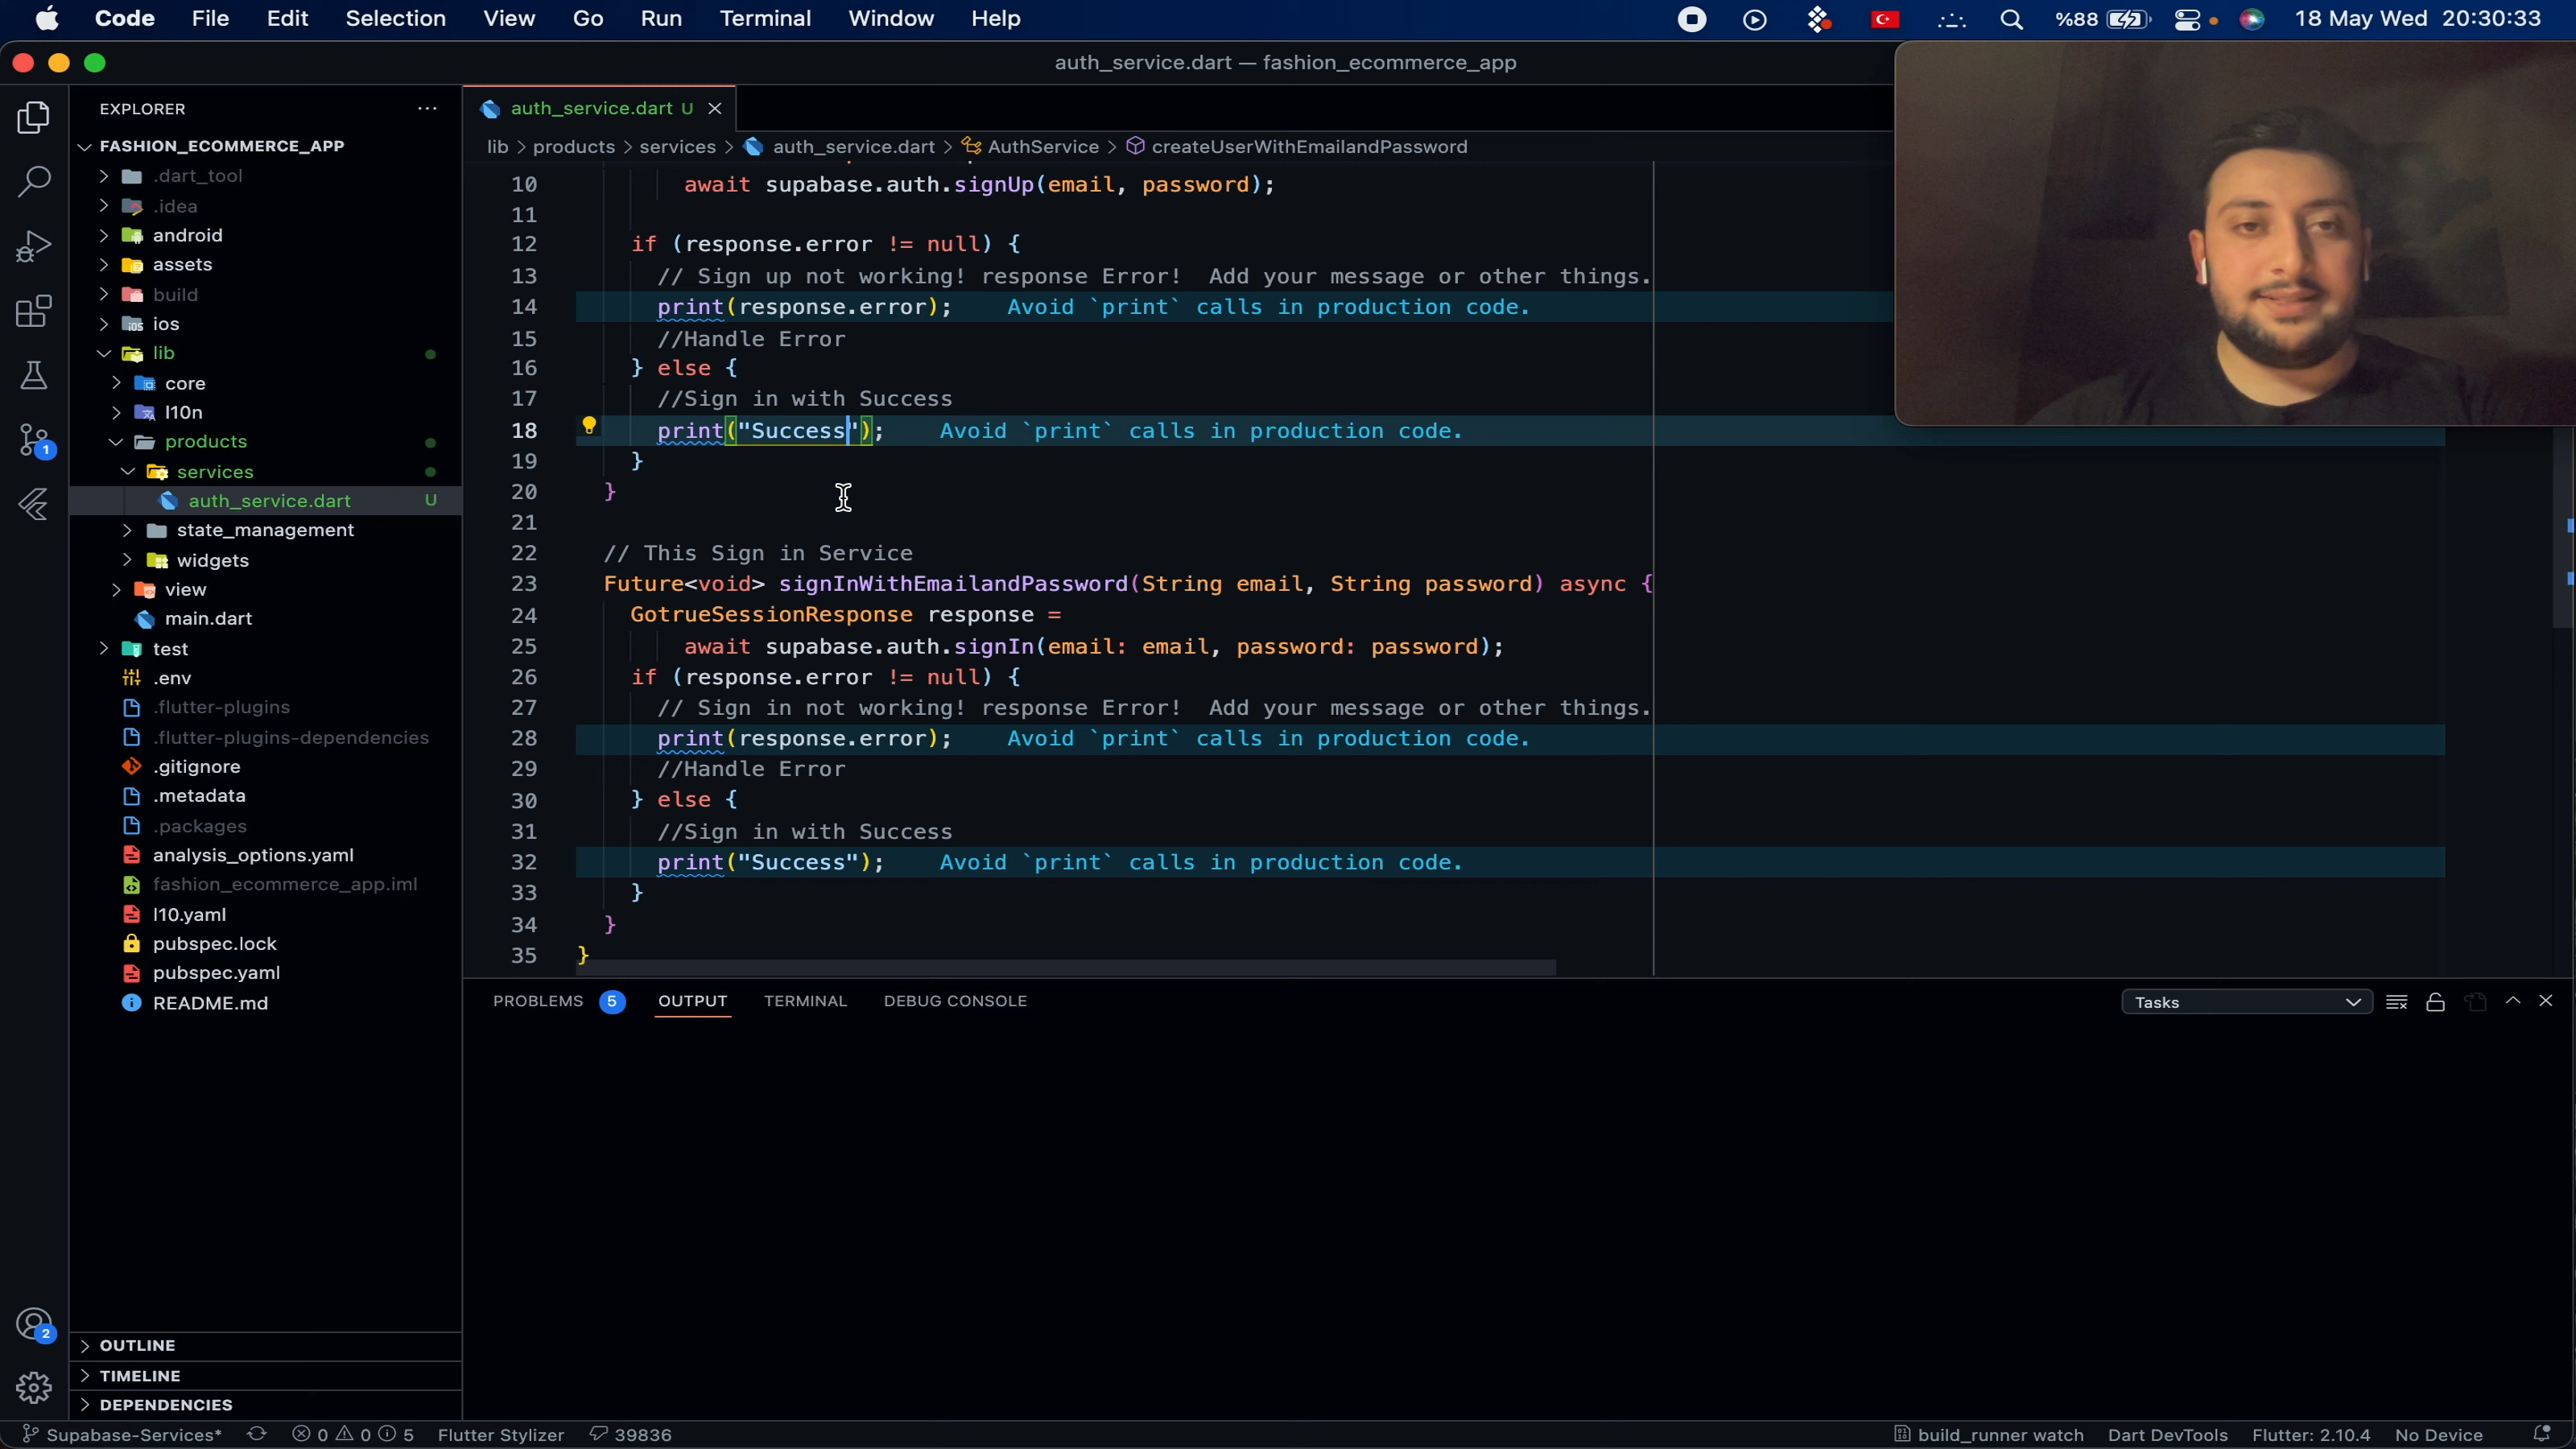 Code File Edit Selection View Go Run Terminal Window Help %88 18 May Wed 20:30:33
auth_service.dart — fashion_ecommerce_app
EXPLORER
auth_service.dart U
FASHION_ECOMMERCE_APP
lib > products > services > auth_service.dart > AuthService > createUserWithEmailandPassword
.dart_tool
.idea
android
assets
build
ios
lib
core
l10n
products
services
auth_service.dart U
state_management
widgets
view
main.dart
test
.env
.flutter-plugins
.flutter-plugins-dependencies
.gitignore
.metadata
.packages
analysis_options.yaml
fashion_ecommerce_app.iml
l10.yaml
pubspec.lock
pubspec.yaml
README.md
OUTLINE
TIMELINE
DEPENDENCIES
1
2
10 await supabase.auth.signUp(email, password);
11
12 if (response.error != null) {
13 // Sign up not working! response Error!  Add your message or other things.
14 print(response.error); Avoid `print` calls in production code.
15 //Handle Error
16 } else {
17 //Sign in with Success
18 print("Success"); Avoid `print` calls in production code.
19 }
20 }
21
22 // This Sign in Service
23 Future<void> signInWithEmailandPassword(String email, String password) async {
24 GotrueSessionResponse response =
25 await supabase.auth.signIn(email: email, password: password);
26 if (response.error != null) {
27 // Sign in not working! response Error!  Add your message or other things.
28 print(response.error); Avoid `print` calls in production code.
29 //Handle Error
30 } else {
31 //Sign in with Success
32 print("Success"); Avoid `print` calls in production code.
33 }
34 }
35 }
PROBLEMS 5 OUTPUT TERMINAL DEBUG CONSOLE Tasks
Supabase-Services* 0 0 5 Flutter Stylizer 39836 build_runner watch Dart DevTools Flutter: 2.10.4 No Device